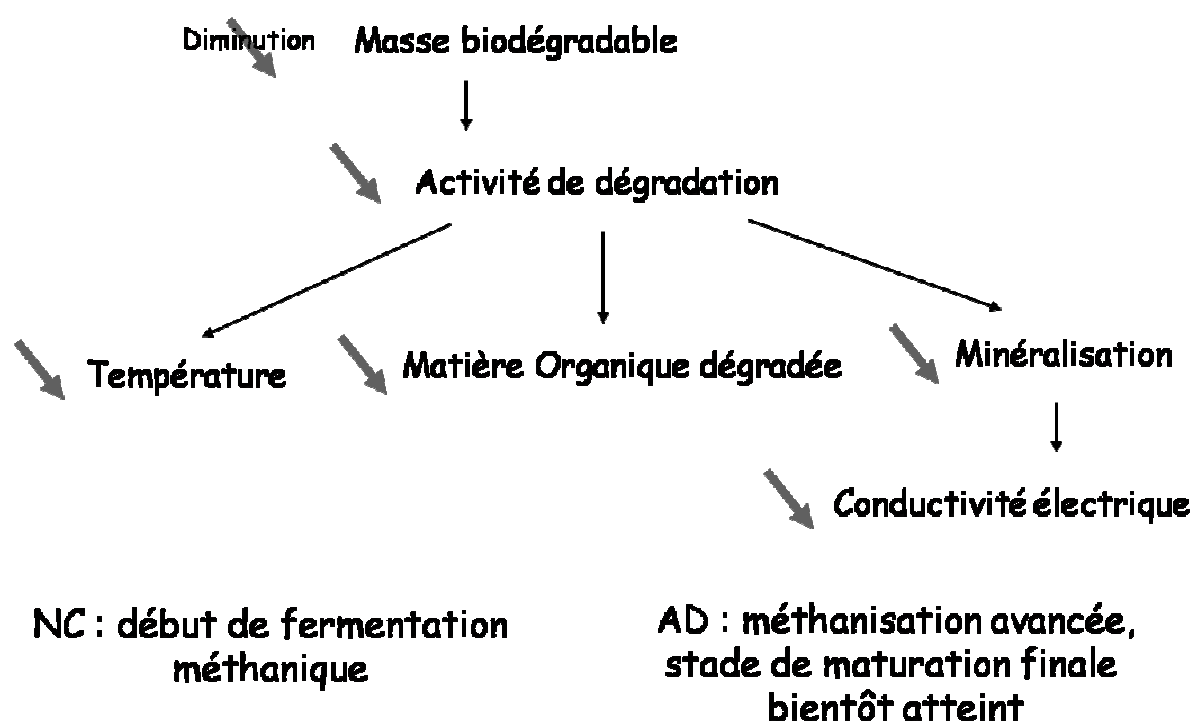 Diminution Masse biodégradable
Activité de dégradation
Température
Matière Organique dégradée
Minéralisation
Conductivité électrique
NC : début de fermentation
méthanique
AD : méthanisation avancée,
stade de maturation finale
bientôt atteint